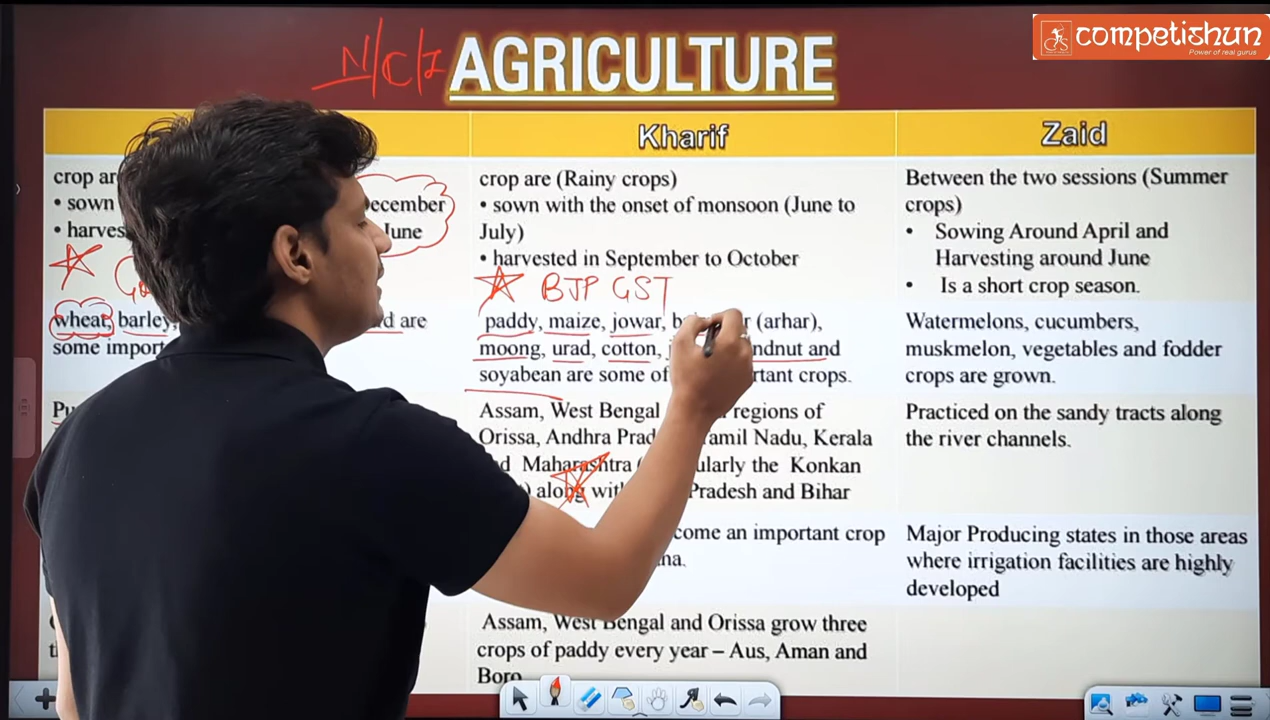 competishun
Power of real gurus
N/C/I AGRICULTURE
Kharif
Zaid
crop ar
• sown
ecember
• harves
June
wheat, barley,
d are
some import
crop are (Rainy crops)
• sown with the onset of monsoon (June to
July)
• harvested in September to October
BJP GST
paddy, maize, jowar, (arhar),
moong, urad, cotton, ndnut and
soyabean are some of rtant crops.
Assam, West Bengal regions of
Orissa, Andhra Prad Tamil Nadu, Kerala
Maharashtra ularly the Konkan
along with Pradesh and Bihar
come an important crop
na.
Assam, West Bengal and Orissa grow three
crops of paddy every year – Aus, Aman and
Boro
Between the two sessions (Summer
crops)
• Sowing Around April and
Harvesting around June
• Is a short crop season.
Watermelons, cucumbers,
muskmelon, vegetables and fodder
crops are grown.
Practiced on the sandy tracts along
the river channels.
Major Producing states in those areas
where irrigation facilities are highly
developed